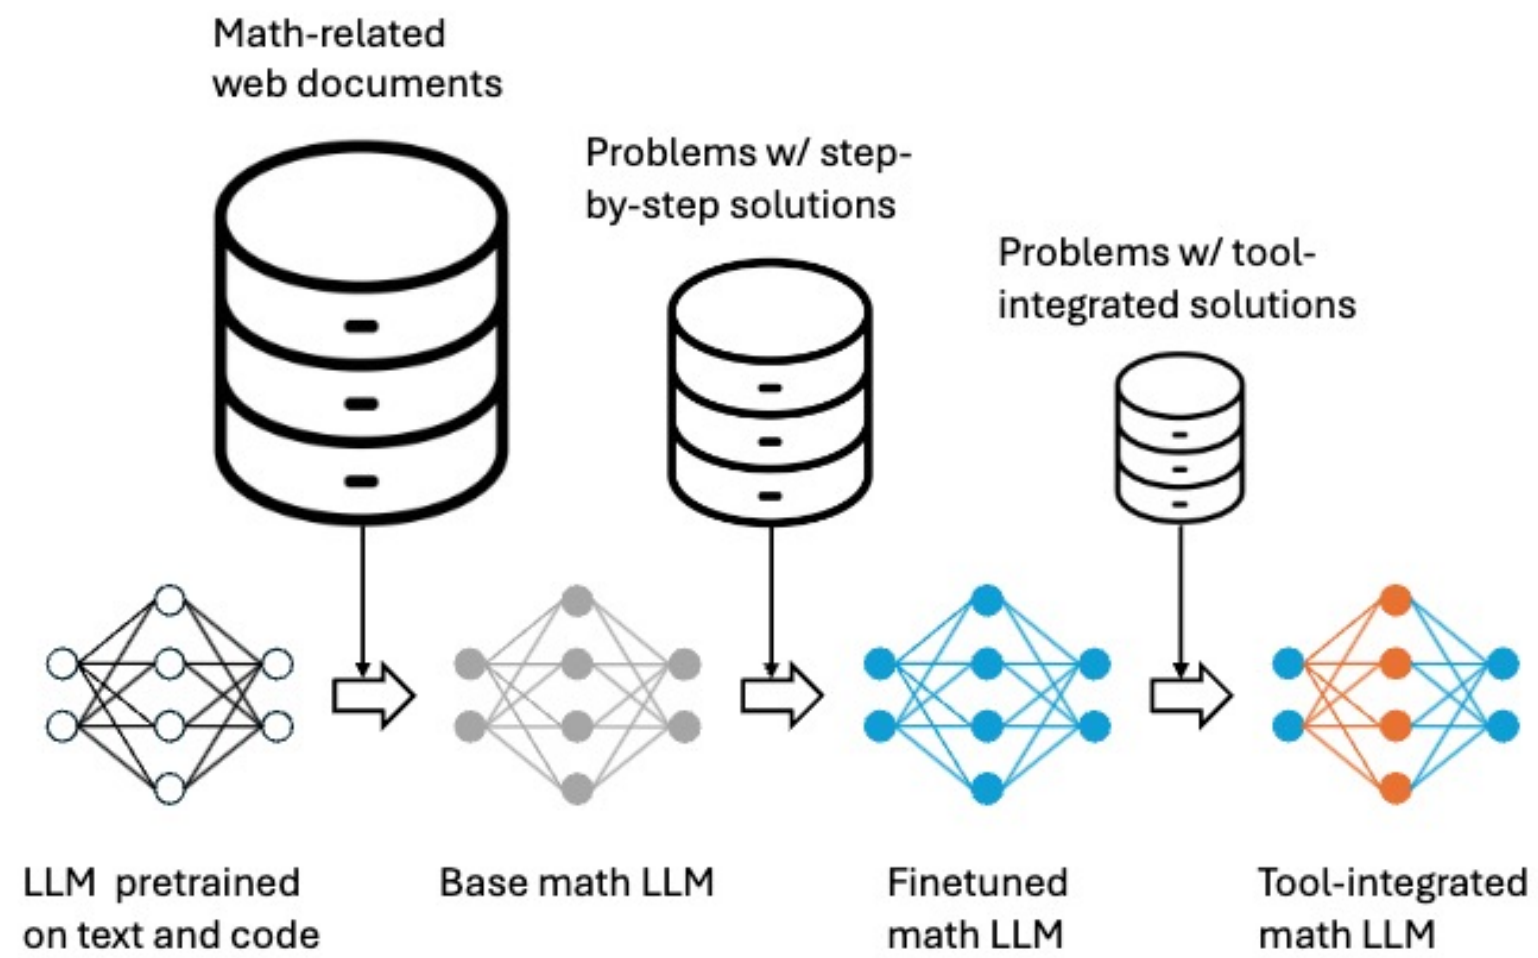 Math-related
web documents
Problems w/ step-
by-step solutions
Problems w/ tool-
integrated solutions
LLM pretrained
on text and code
Base math LLM
Finetuned
math LLM
Tool-integrated
math LLM